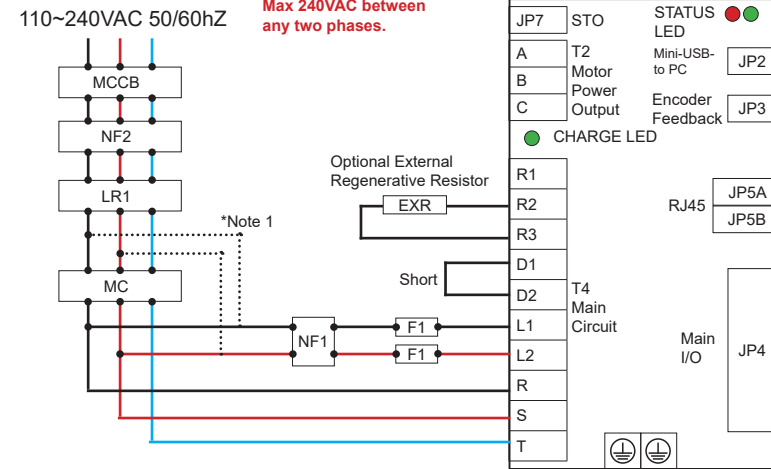 110~240VAC 50/60hZ
Max 240VAC between
any two phases.
MCCB
NF2
LR1
*Note 1
MC
NF1
F1
F1
Optional External
Regenerative Resistor
EXR
Short
JP7
STO
A
B
C
T2
Motor
Power
Output
CHARGE LED
R1
R2
R3
D1
D2
L1
L2
R
S
T
T4
Main
Circuit
STATUS
LED
Mini-USB-
to PC
JP2
Encoder
Feedback
JP3
RJ45
JP5A
JP5B
Main
I/O
JP4